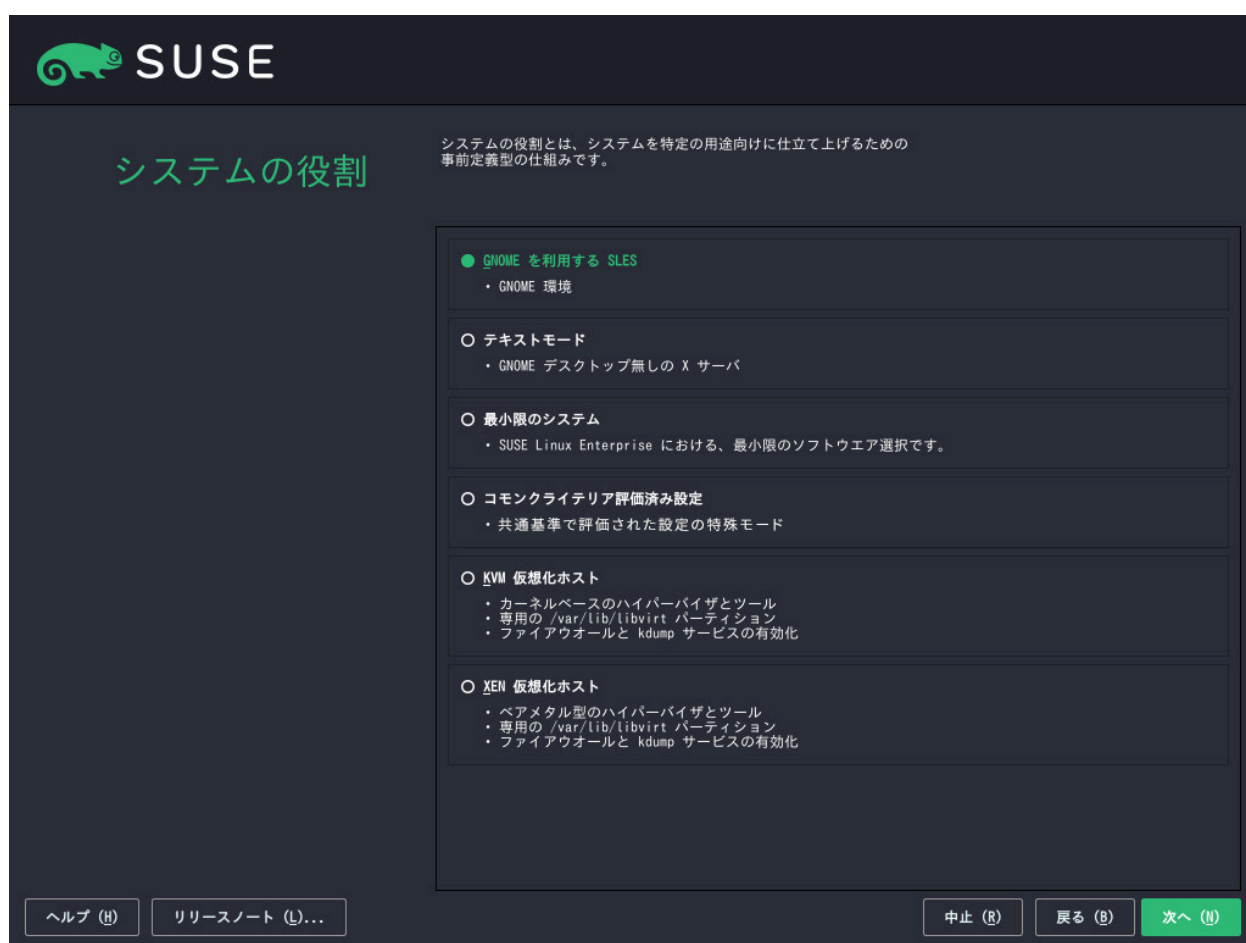 SUSE
システムの役割
システムの役割とは、システムを特定の用途向けに仕立て上げるための
事前定義型の仕組みです。
GNOME を利用する SLES
・ GNOME 環境
テキストモード
・ GNOME デスクトップ無しの X サーバ
最小限のシステム
・ SUSE Linux Enterprise における、最小限のソフトウエア選択です。
コモンクライテリア評価済み設定
・ 共通基準で評価された設定の特殊モード
KVM 仮想化ホスト
・ カーネルベースのハイパーバイザとツール
・ 専用の /var/lib/libvirt パーティション
・ ファイアウオールと kdump サービスの有効化
XEN 仮想化ホスト
・ ベアメタル型のハイパーバイザとツール
・ 専用の /var/lib/libvirt パーティション
・ ファイアウオールと kdump サービスの有効化
ヘルプ (H) リリースノート (L)... 中止 (R) 戻る (B) 次へ (N)